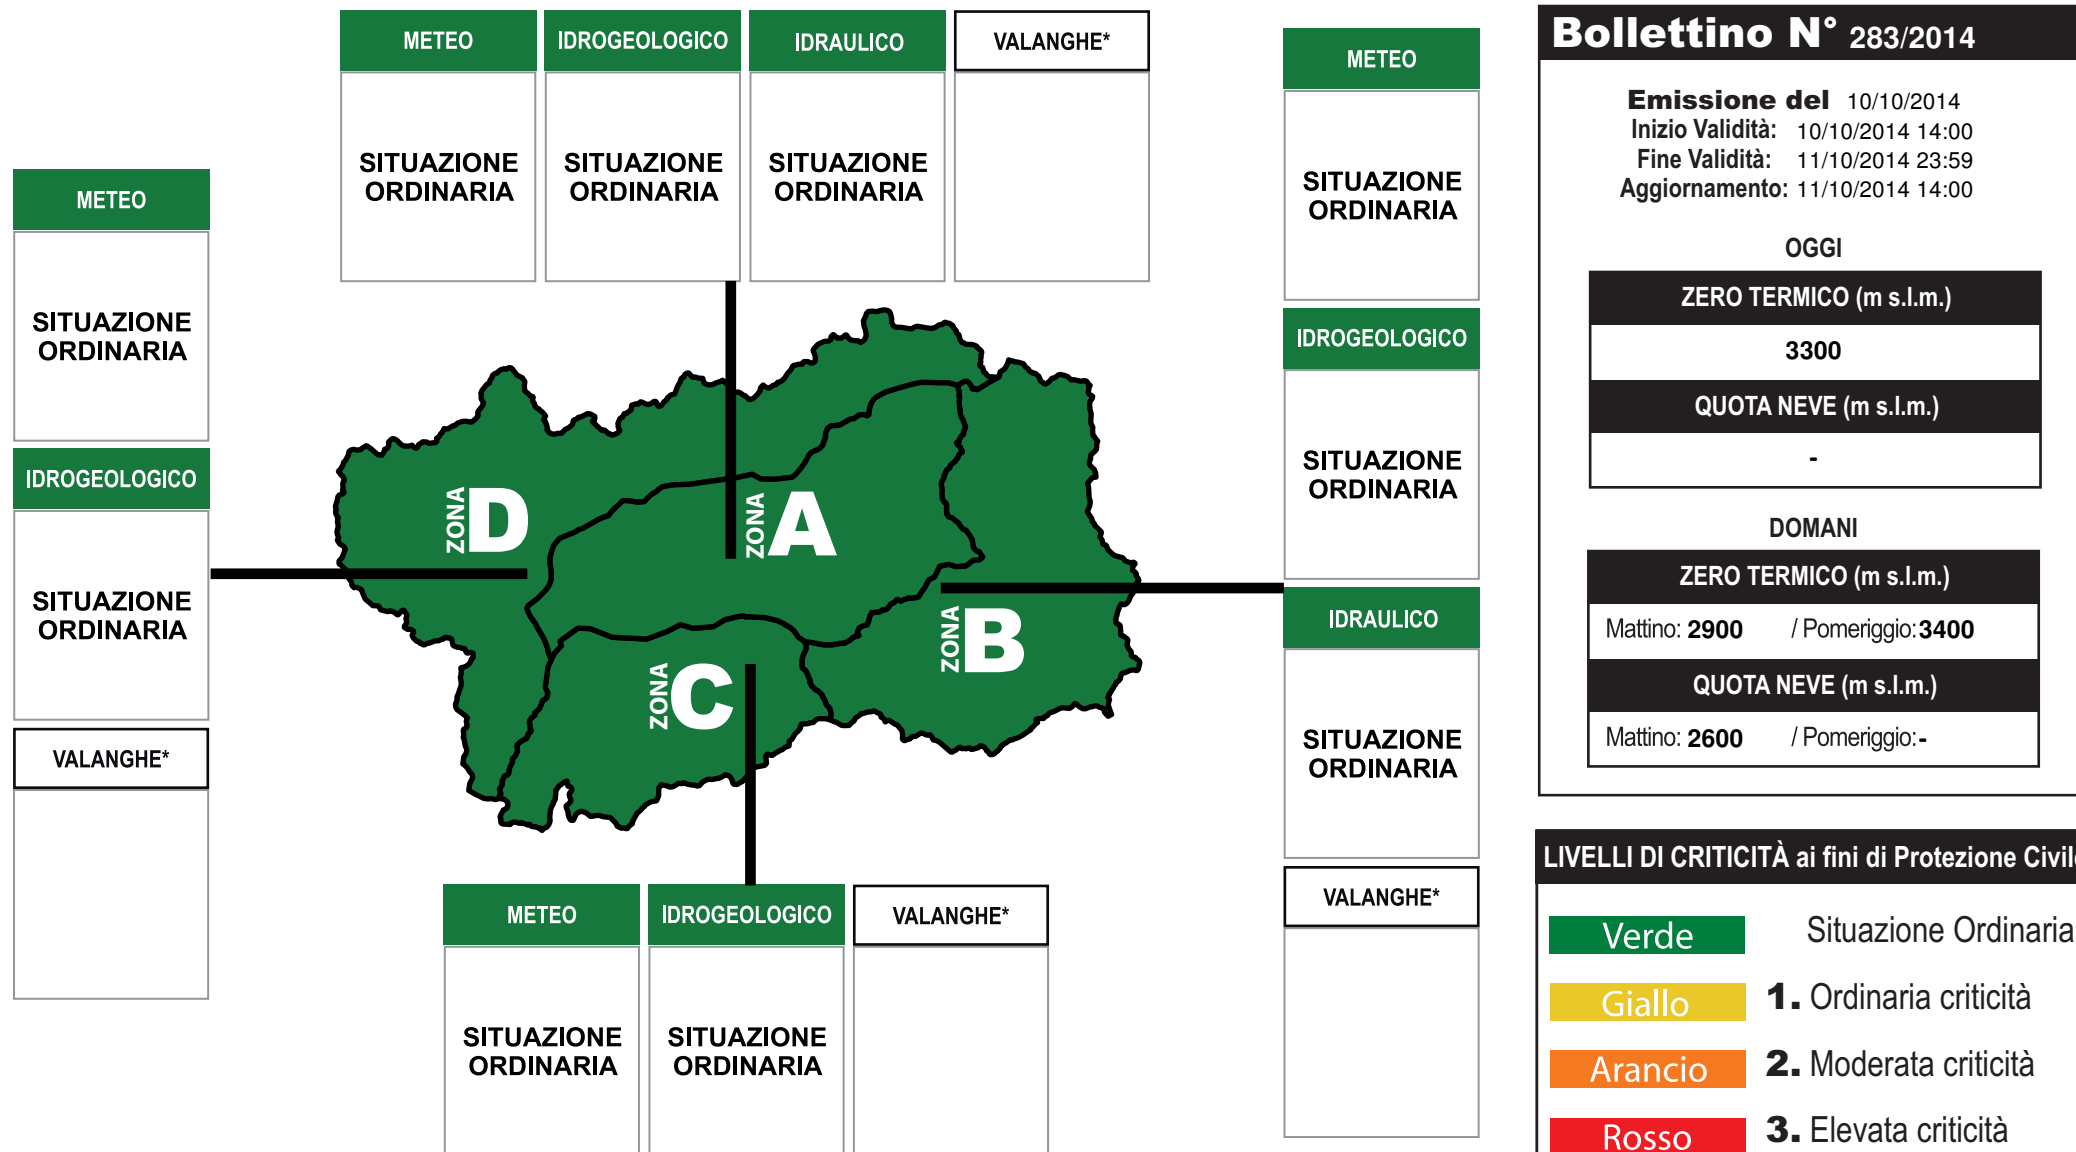 METEO
IDROGEOLOGICO
IDRAULICO
VALANGHE*
SITUAZIONE
ORDINARIA
SITUAZIONE
ORDINARIA
SITUAZIONE
ORDINARIA
METEO
SITUAZIONE
ORDINARIA
IDROGEOLOGICO
SITUAZIONE
ORDINARIA
VALANGHE*
ZONA D
ZONA A
ZONA B
ZONA C
METEO
SITUAZIONE
ORDINARIA
IDROGEOLOGICO
SITUAZIONE
ORDINARIA
IDRAULICO
SITUAZIONE
ORDINARIA
VALANGHE*
METEO
IDROGEOLOGICO
VALANGHE*
SITUAZIONE
ORDINARIA
SITUAZIONE
ORDINARIA
Bollettino N° 283/2014
Emissione del 10/10/2014
Inizio Validità: 10/10/2014 14:00
Fine Validità: 11/10/2014 23:59
Aggiornamento: 11/10/2014 14:00
OGGI
ZERO TERMICO (m s.l.m.)
3300
QUOTA NEVE (m s.l.m.)
-
DOMANI
ZERO TERMICO (m s.l.m.)
Mattino: 2900 / Pomeriggio: 3400
QUOTA NEVE (m s.l.m.)
Mattino: 2600 / Pomeriggio: -
LIVELLI DI CRITICITÀ ai fini di Protezione Civile
Verde Situazione Ordinaria
Giallo 1. Ordinaria criticità
Arancio 2. Moderata criticità
Rosso 3. Elevata criticità